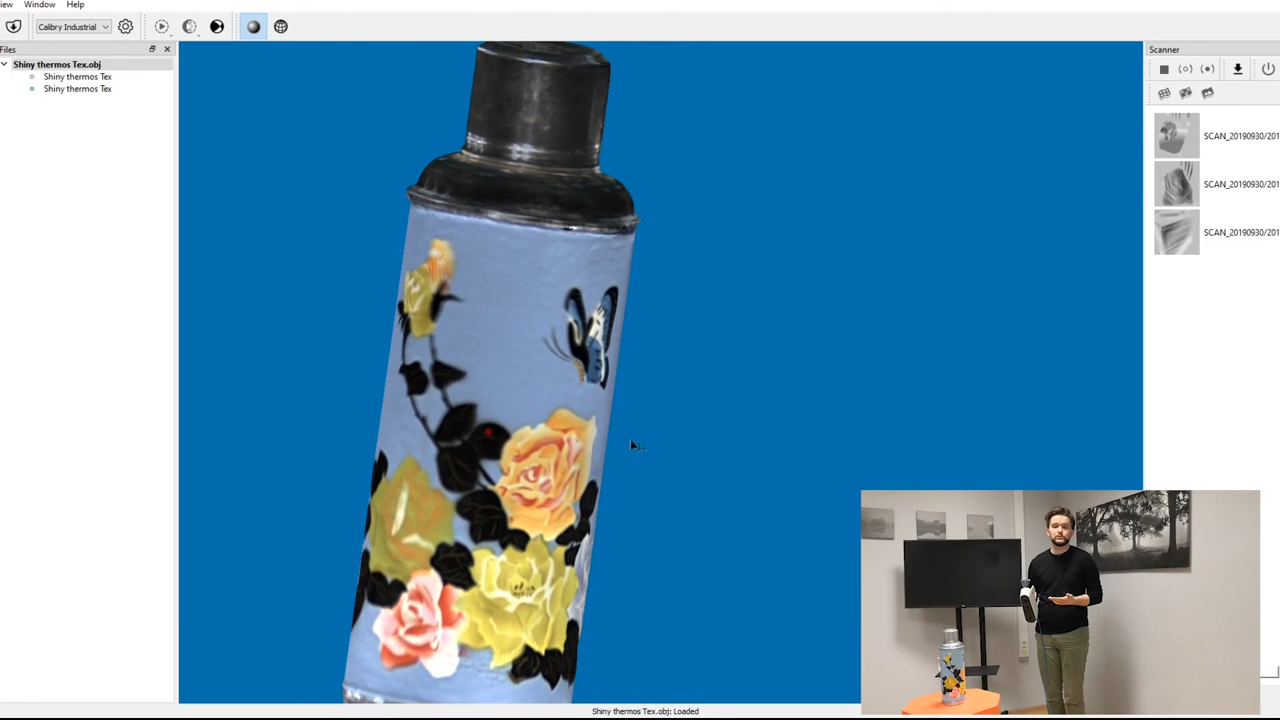 iew Window Help
Calibry Industrial
Files
Shiny thermos Tex.obj
Shiny thermos Tex
Shiny thermos Tex
Scanner
SCAN_20190930/201
SCAN_20190930/201
SCAN_20190930/201
Shiny thermos Tex.obj: Loaded